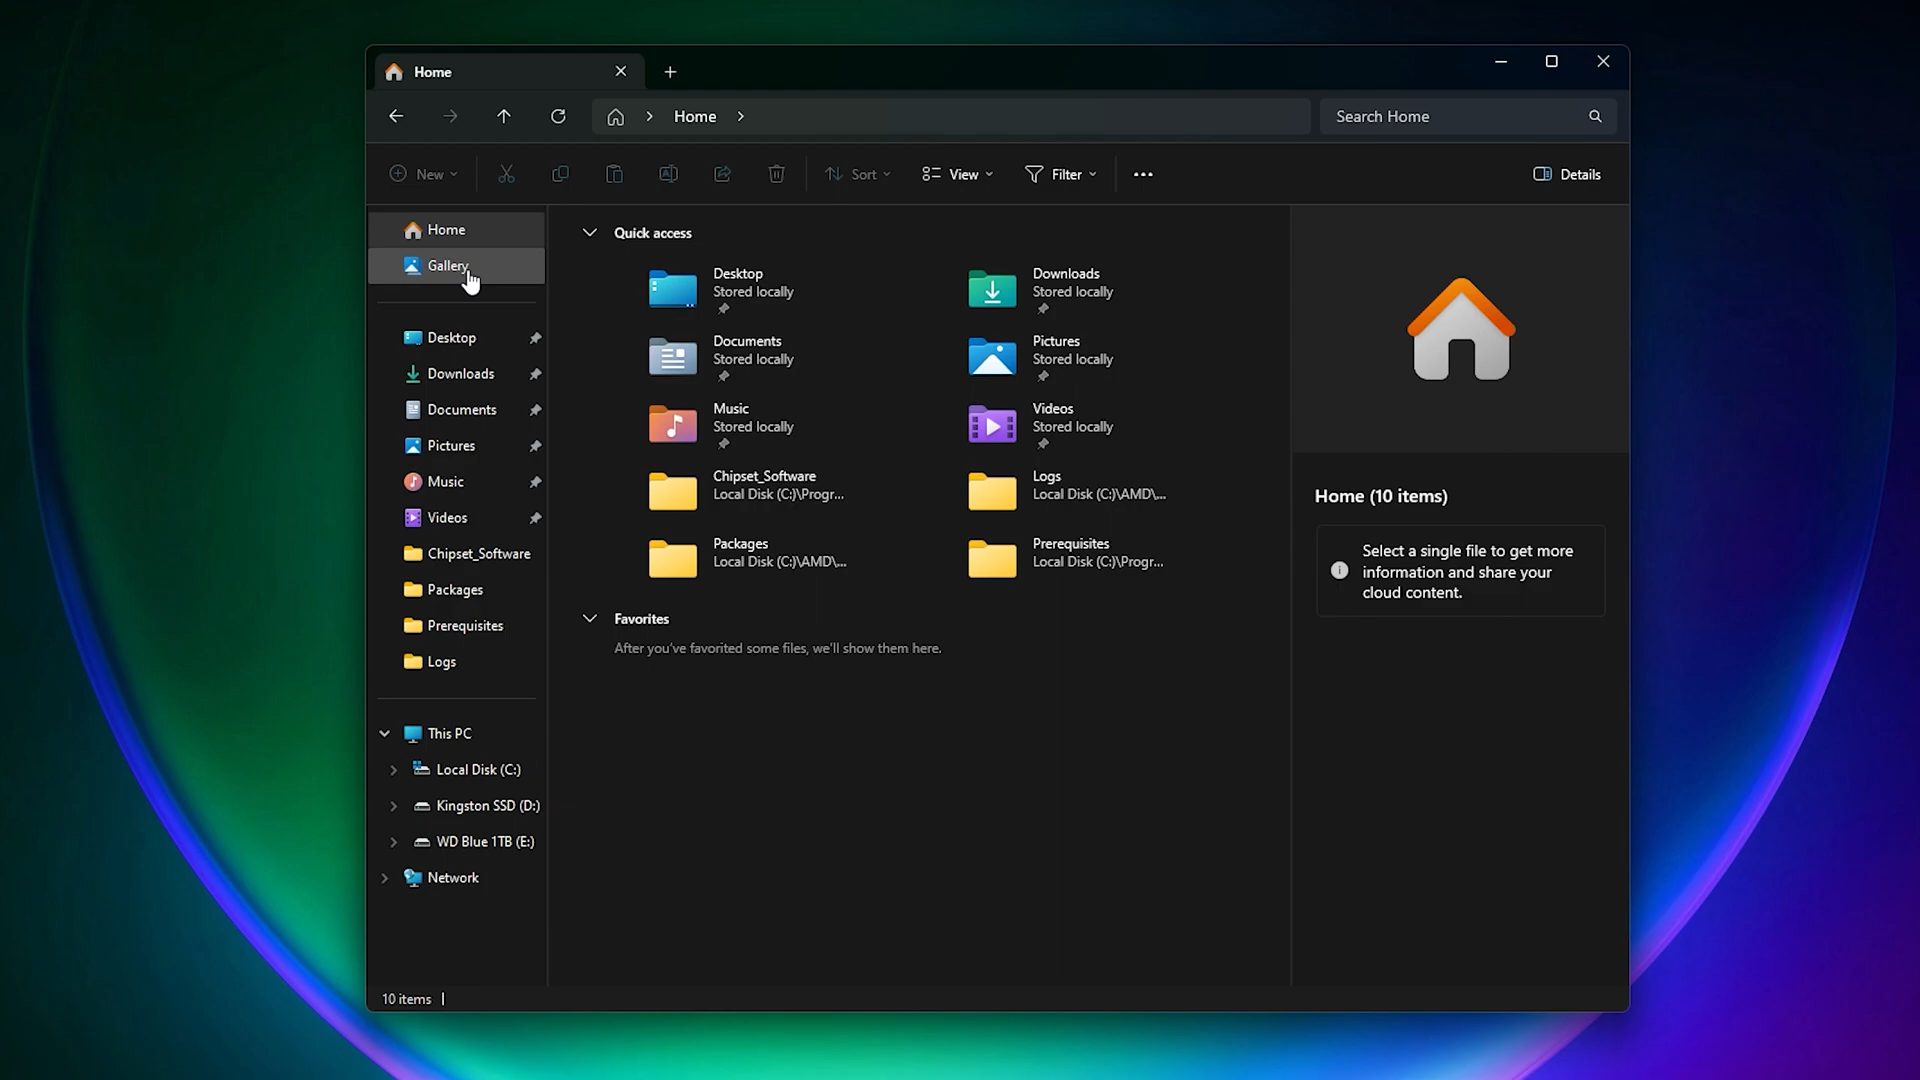 Home
Home
Search Home
New
Sort
View
Filter
Details
Home
Gallery
Desktop
Downloads
Documents
Pictures
Music
Videos
Chipset_Software
Packages
Prerequisites
Logs
This PC
Local Disk (C:)
Kingston SSD (D:)
WD Blue 1TB (E:)
Network
Quick access
Desktop
Stored locally
Downloads
Stored locally
Documents
Stored locally
Pictures
Stored locally
Music
Stored locally
Videos
Stored locally
Chipset_Software
Local Disk (C:)\Progr...
Logs
Local Disk (C:)\AMD\...
Packages
Local Disk (C:)\AMD\...
Prerequisites
Local Disk (C:)\Progr...
Favorites
After you've favorited some files, we'll show them here.
Home (10 items)
Select a single file to get more
information and share your
cloud content.
10 items